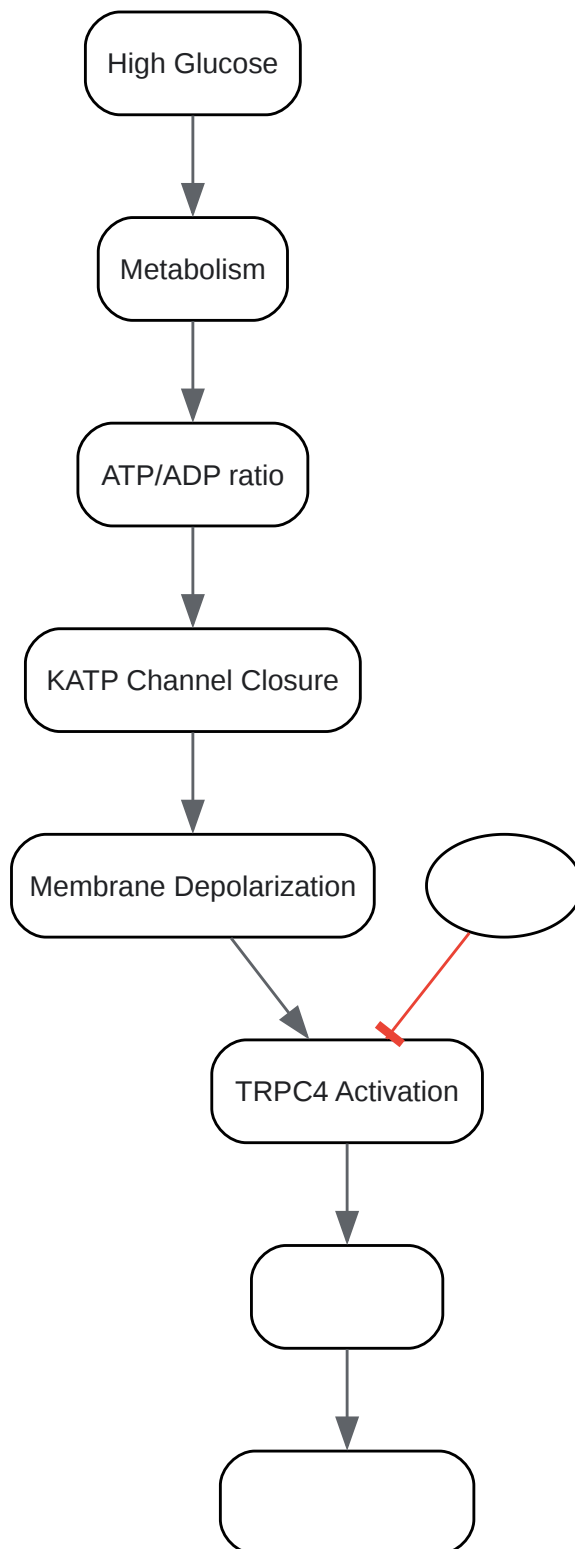 High Glucose
Metabolism
ATP/ADP ratio
KATP Channel Closure
Membrane Depolarization
TRPC4 Activation